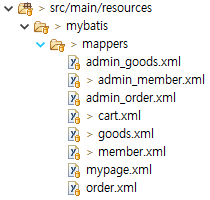 > src/main/resources
> mybatis
> mappers
admin_goods.xml
> admin_member.xml
admin_order.xml
> cart.xml
> goods.xml
> member.xml
mypage.xml
order.xml